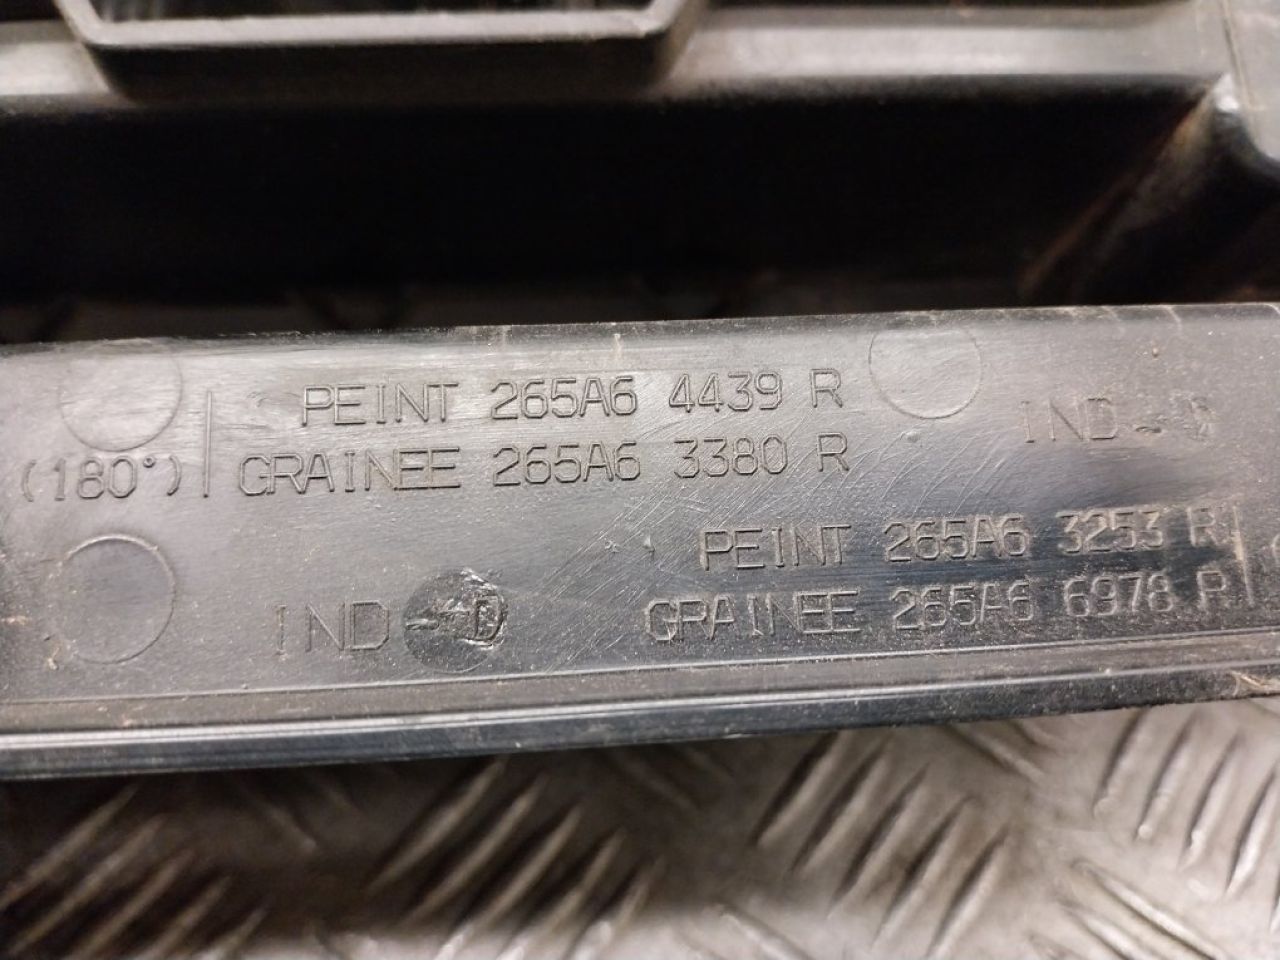 PEINT 265A6 4439 R
(180°) GRAINEE 265A6 3380 R
IND - D
PEINT 265A6 3253 R
GRAINEE 265A6 6978 R
IND - D